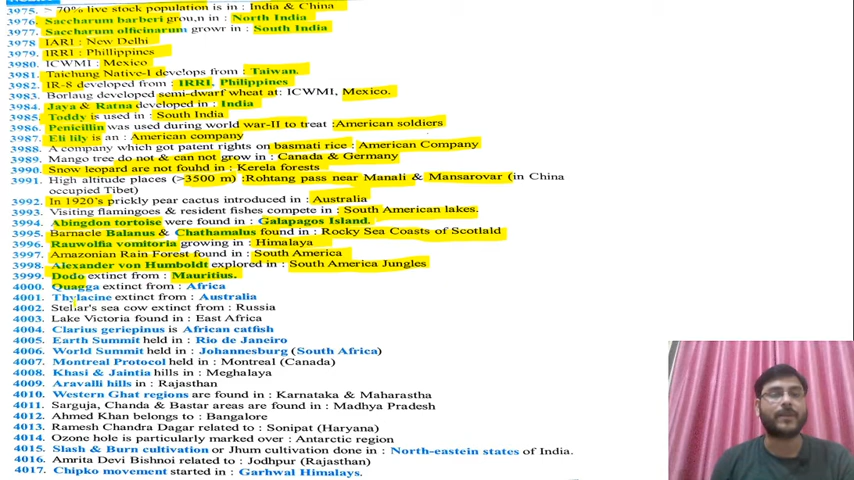 3975. > 70% live stock population is in : India & China
3976. Saccharum barberi grou,n in : North India
3977. Saccharum olficinarum growr in : South India
3978 IARI : New Delhi
3979. IRRI : Phillippines
3980. ICWMI : Mexico
3981. Taichung Native-I develops from : Taiwan.
3982. IR-8 developed from : IRRI, Philippines
3983. Borlaug developed semi-dwarf wheat at: ICWMI, Mexico.
3984. Jaya & Ratna developed in : India
3985. Toddy is used in : South India
3986. Penicillin was used during world war-II to treat :American soldiers
3987. Eli lily is an : American company
3988. A company which got patent rights on basmati rice : American Company
3989. Mango tree do not & can not grow in : Canada & Germany
3990. Snow leopard are not fouhd in : Kerela forests
3991. High altitude places (>3500 m) :Rohtang pass near Manali & Mansarovar (in China
occupied Tibet)
3992. In 1920's prickly pear cactus introduced in : Australia
3993. Visiting flamingoes & resident fishes compete in : South American lakes.
3994. Abingdon tortoise were found in : Galapagos Island.
3995. Barnacle Balanus & Chathamalus found in : Rocky Sea Coasts of Scotlald
3996. Rauwolfia vomitoria growing in : Himalaya
3997. Amazonian Rain Forest found in : South America
3998. Alexander von Humboldt explored in : South America Jungles
3999. Dodo extinct from : Mauritius.
4000. Quagga extinct from : Africa
4001. Thylacine extinct from : Australia
4002. Stellar's sea cow extinct from : Russia
4003. Lake Victoria found in : East Africa
4004. Clarius geriepinus is African catfish
4005. Earth Summit held in : Rio de Janeiro
4006. World Summit held in : Johannesburg (South Africa)
4007. Montreal Protocol held in : Montreal (Canada)
4008. Khasi & Jaintia hills in : Meghalaya
4009. Aravalli hills in : Rajasthan
4010. Western Ghat regions are found in : Karnataka & Maharastha
4011. Sarguja, Chanda & Bastar areas are found in : Madhya Pradesh
4012. Ahmed Khan belongs to : Bangalore
4013. Ramesh Chandra Dagar related to : Sonipat (Haryana)
4014. Ozone hole is particularly marked over : Antarctic region
4015. Slash & Burn cultivation or Jhum cultivation done in : North-eastein states of India.
4016. Amrita Devi Bishnoi related to : Jodhpur (Rajasthan)
4017. Chipko movement started in : Garhwal Himalays.